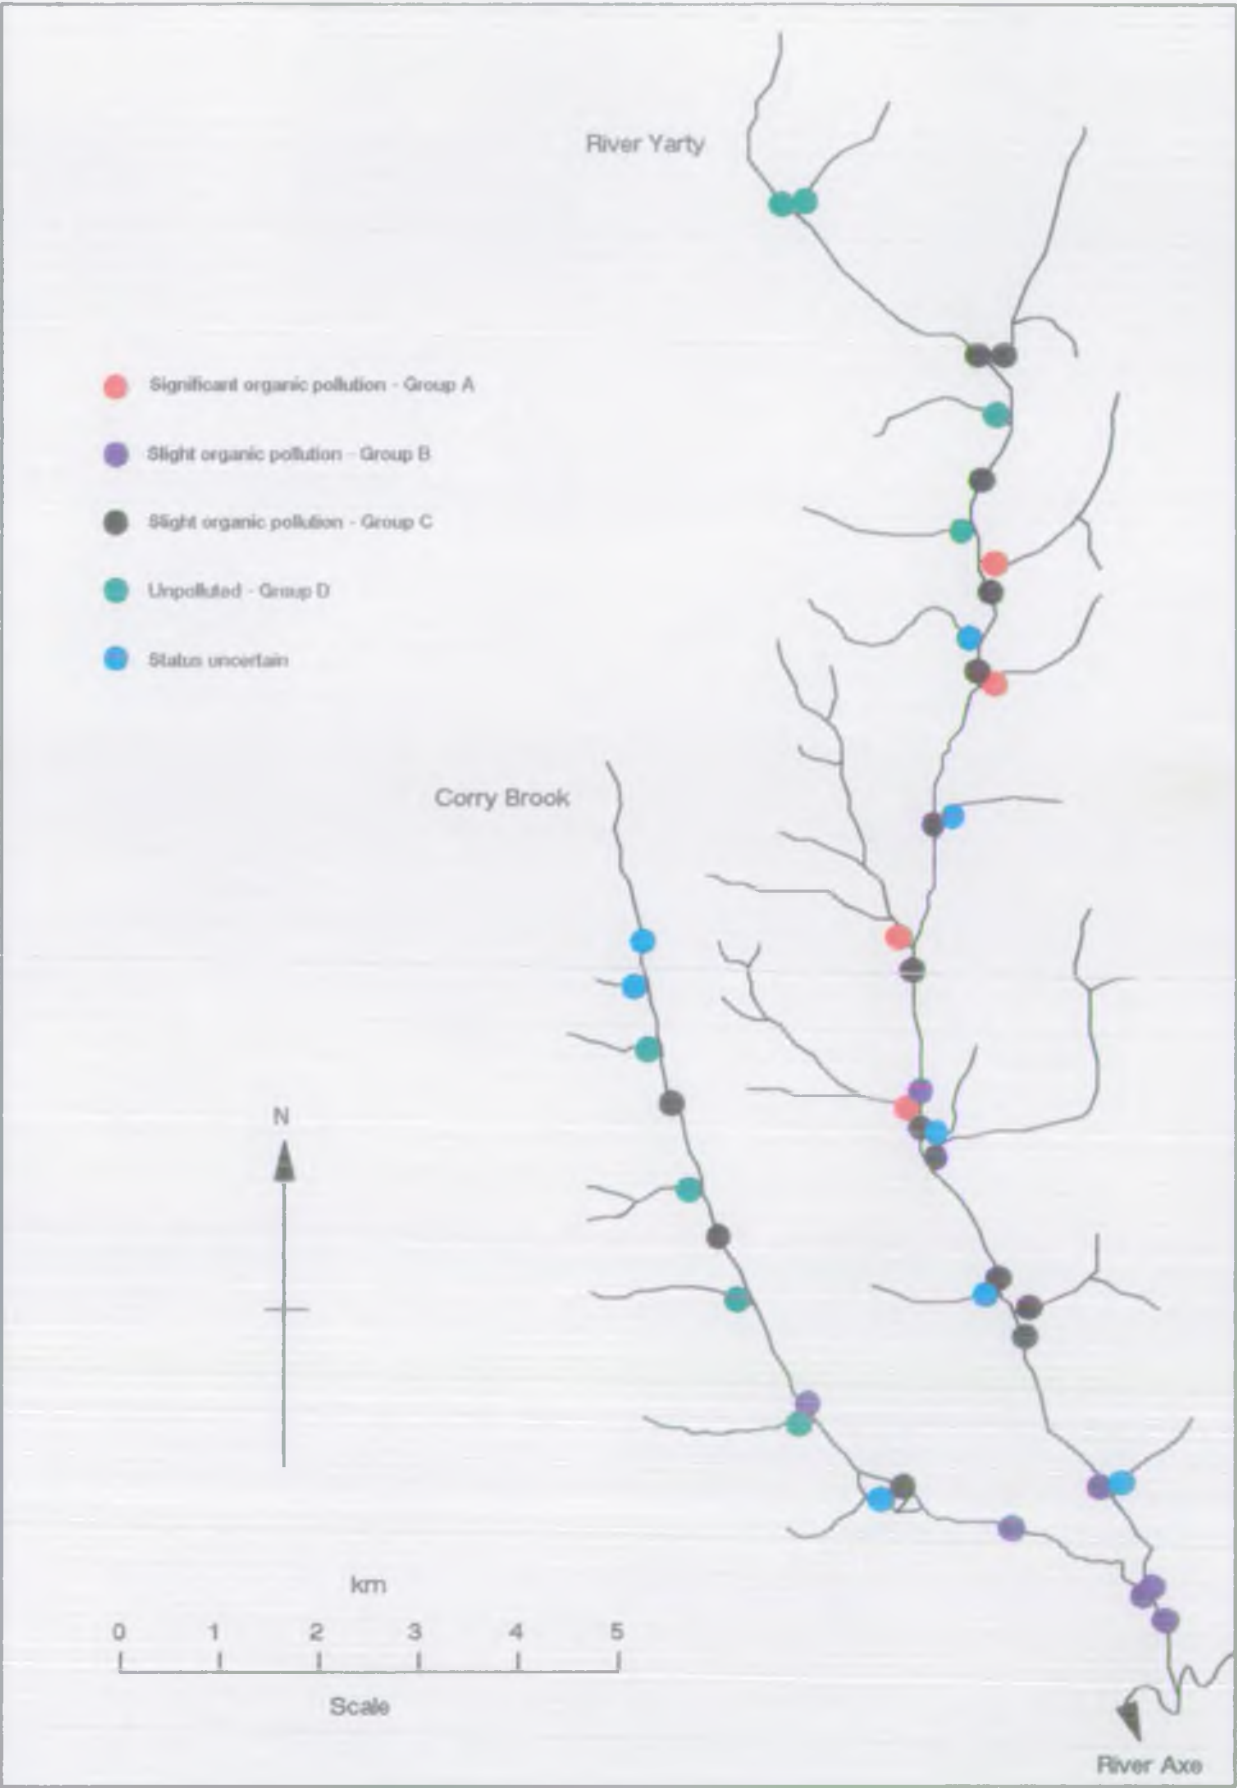 River Yarty
Significant organic pollution - Group A
Slight organic pollution - Group B
Slight organic pollution - Group C
Unpolluted - Group D
Status uncertain
Corry Brook
N
km
0 1 2 3 4 5
Scale
River Axe